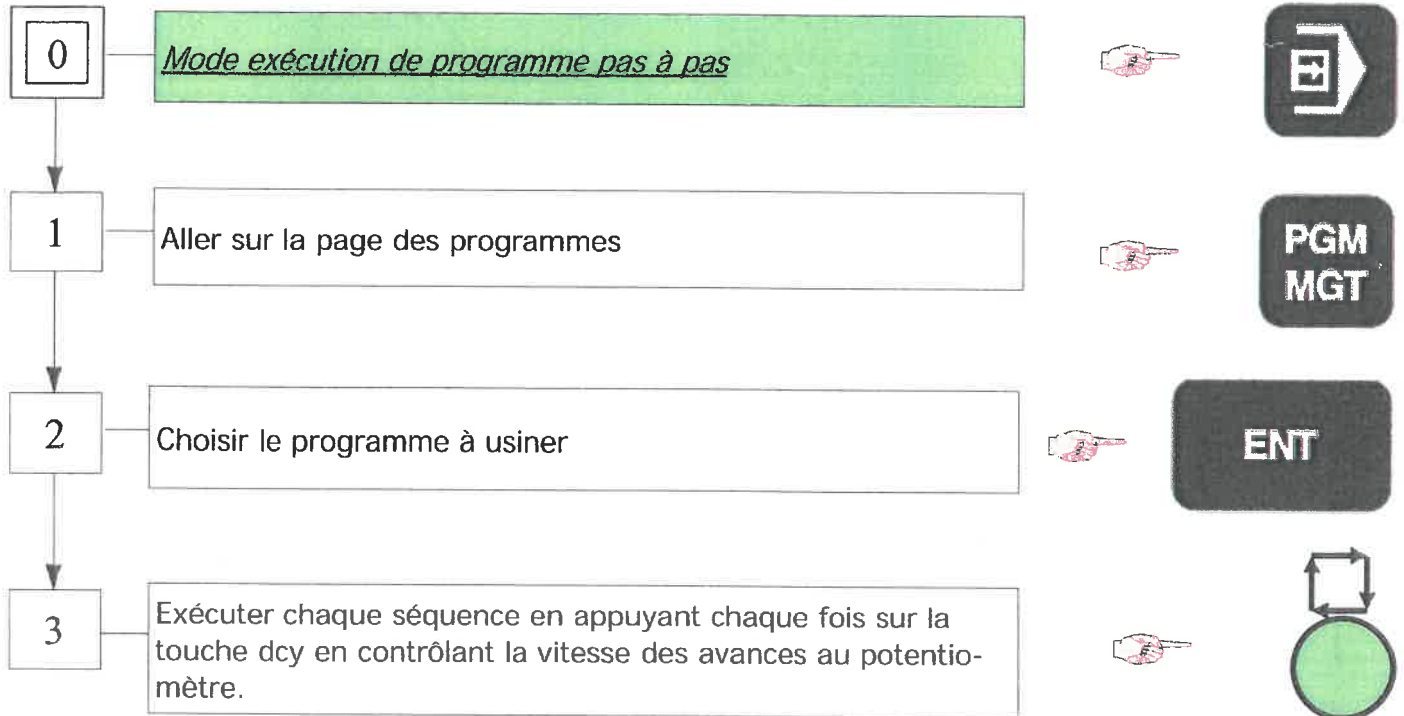 0
Mode exécution de programme pas à pas
1
Aller sur la page des programmes
PGM
MGT
2
Choisir le programme à usiner
ENT
3
Exécuter chaque séquence en appuyant chaque fois sur la
touche dcy en contrôlant la vitesse des avances au potentio-
mètre.